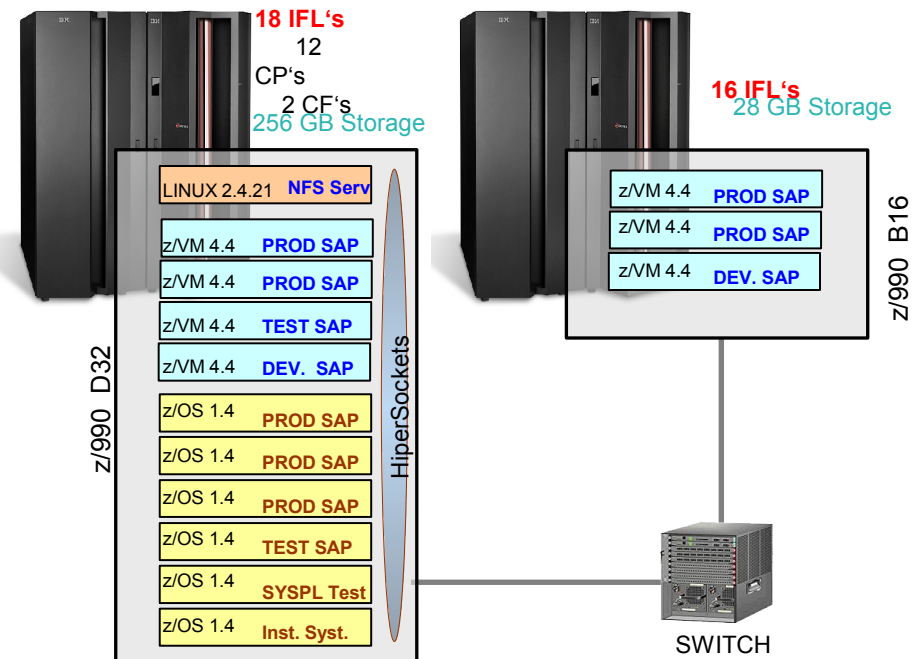 18 IFL‘s
12
CP‘s
2 CF‘s
256 GB Storage
LINUX 2.4.21 NFS Serv
z/VM 4.4 PROD SAP
z/VM 4.4 PROD SAP
z/VM 4.4 TEST SAP
z/VM 4.4 DEV. SAP
z/OS 1.4 PROD SAP
z/OS 1.4 PROD SAP
z/OS 1.4 PROD SAP
z/OS 1.4 TEST SAP
z/OS 1.4 SYSPL Test
z/OS 1.4 Inst. Syst.
HiperSockets
z/990 D32
16 IFL‘s
28 GB Storage
z/VM 4.4 PROD SAP
z/VM 4.4 PROD SAP
z/VM 4.4 DEV. SAP
z/990 B16
SWITCH